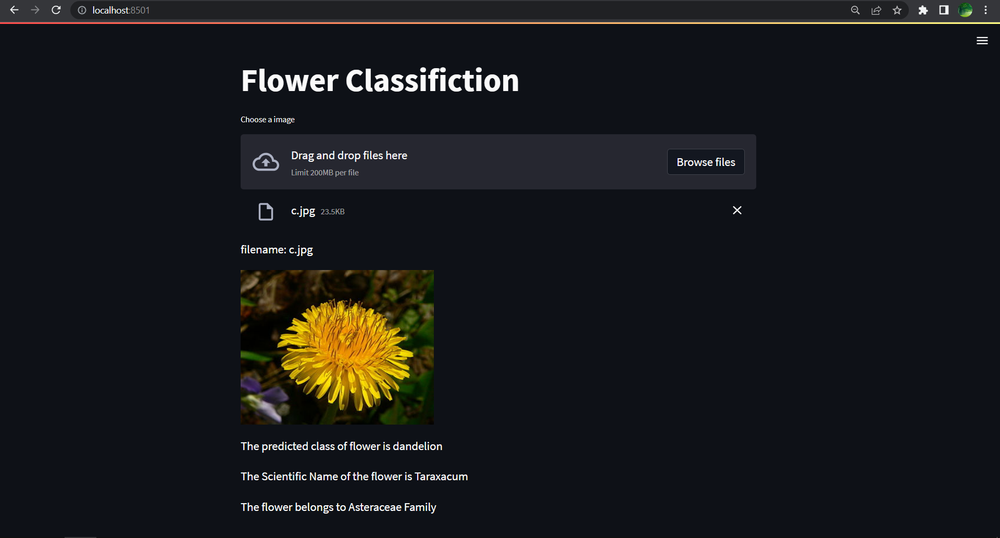 localhost:8501
Flower Classifiction
Choose a image
Drag and drop files here
Limit 200MB per file
Browse files
c.jpg 23.5KB
filename: c.jpg
The predicted class of flower is dandelion
The Scientific Name of the flower is Taraxacum
The flower belongs to Asteraceae Family